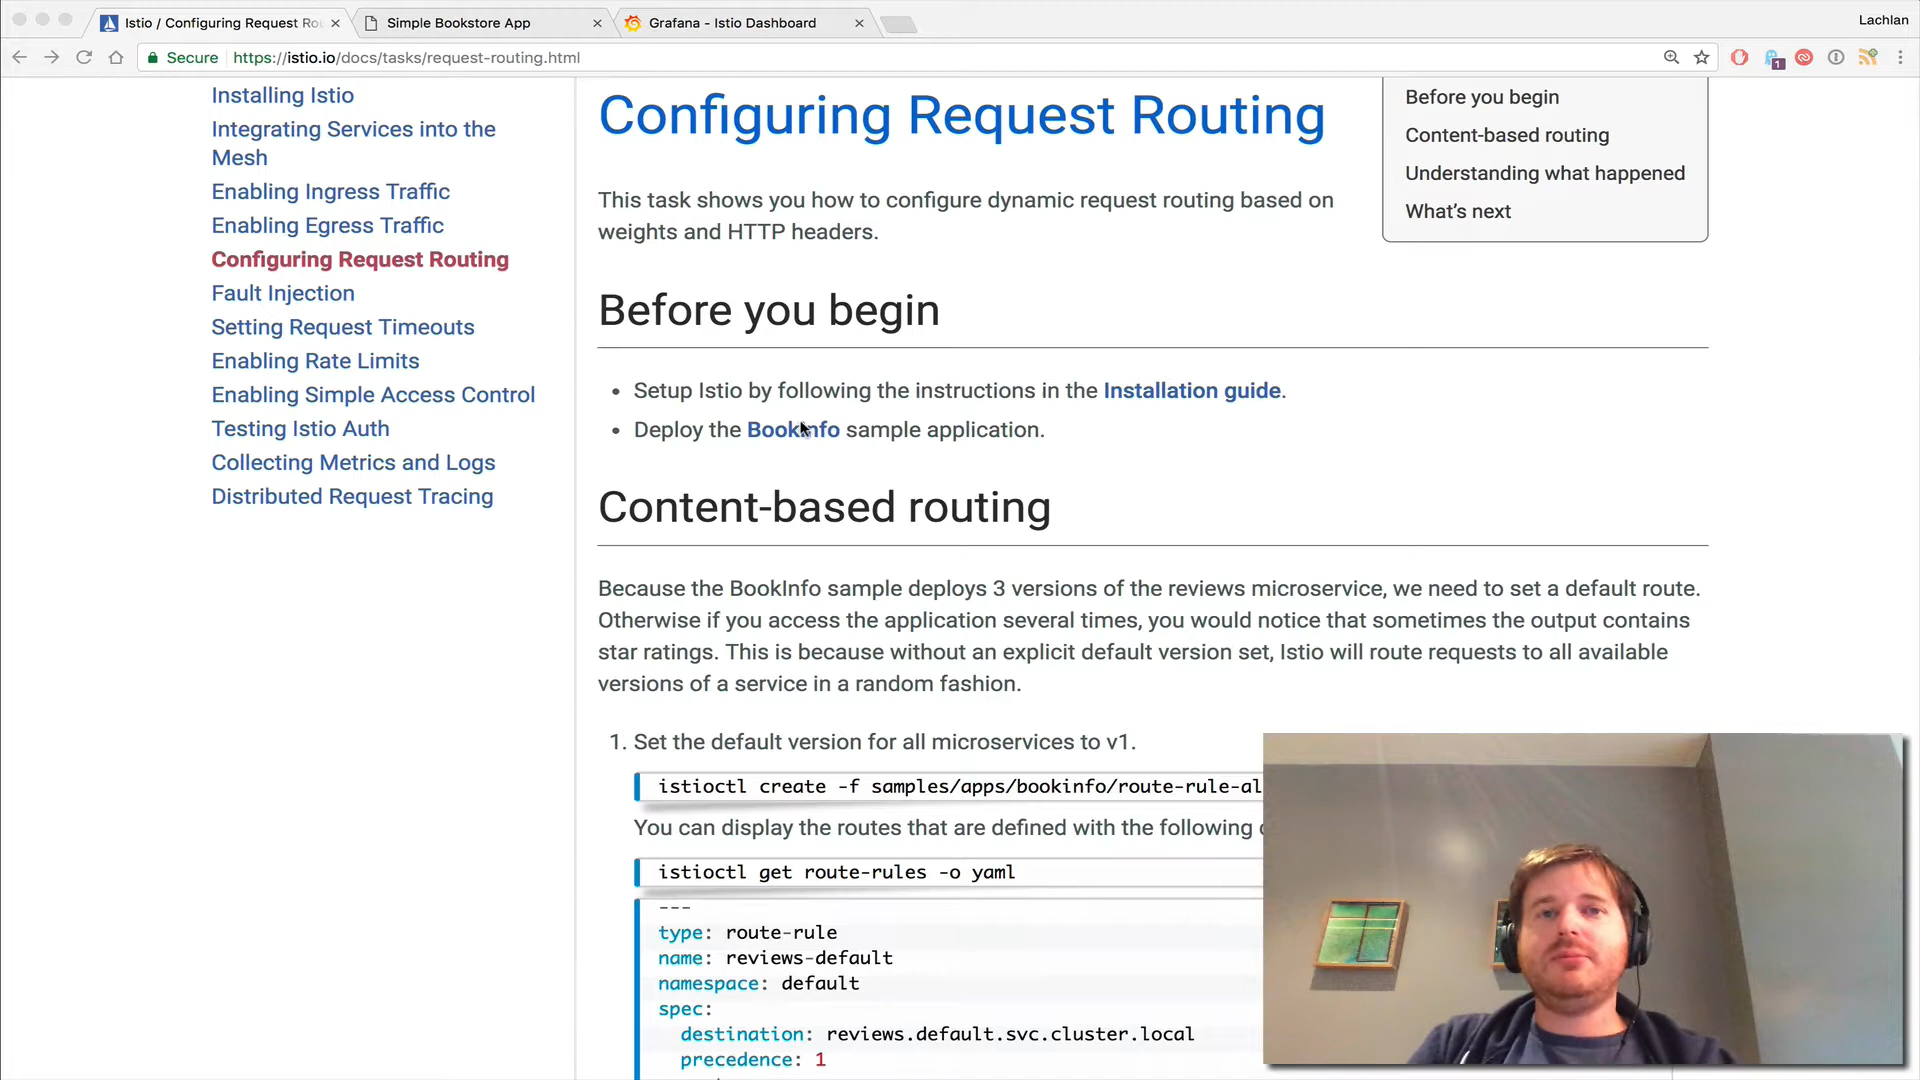 Istio / Configuring Request Ro
Simple Bookstore App
Grafana - Istio Dashboard
Lachlan
Secure
https://istio.io/docs/tasks/request-routing.html
1
Installing Istio
Integrating Services into the
Mesh
Enabling Ingress Traffic
Enabling Egress Traffic
Configuring Request Routing
Fault Injection
Setting Request Timeouts
Enabling Rate Limits
Enabling Simple Access Control
Testing Istio Auth
Collecting Metrics and Logs
Distributed Request Tracing
Configuring Request Routing
This task shows you how to configure dynamic request routing based on
weights and HTTP headers.
Before you begin
Content-based routing
Understanding what happened
What's next
Before you begin
• Setup Istio by following the instructions in the Installation guide.
• Deploy the BookInfo sample application.
Content-based routing
Because the BookInfo sample deploys 3 versions of the reviews microservice, we need to set a default route.
Otherwise if you access the application several times, you would notice that sometimes the output contains
star ratings. This is because without an explicit default version set, Istio will route requests to all available
versions of a service in a random fashion.
1. Set the default version for all microservices to v1.
istioctl create -f samples/apps/bookinfo/route-rule-al
You can display the routes that are defined with the following
istioctl get route-rules -o yaml
---
type: route-rule
name: reviews-default
namespace: default
spec:
destination: reviews.default.svc.cluster.local
precedence: 1